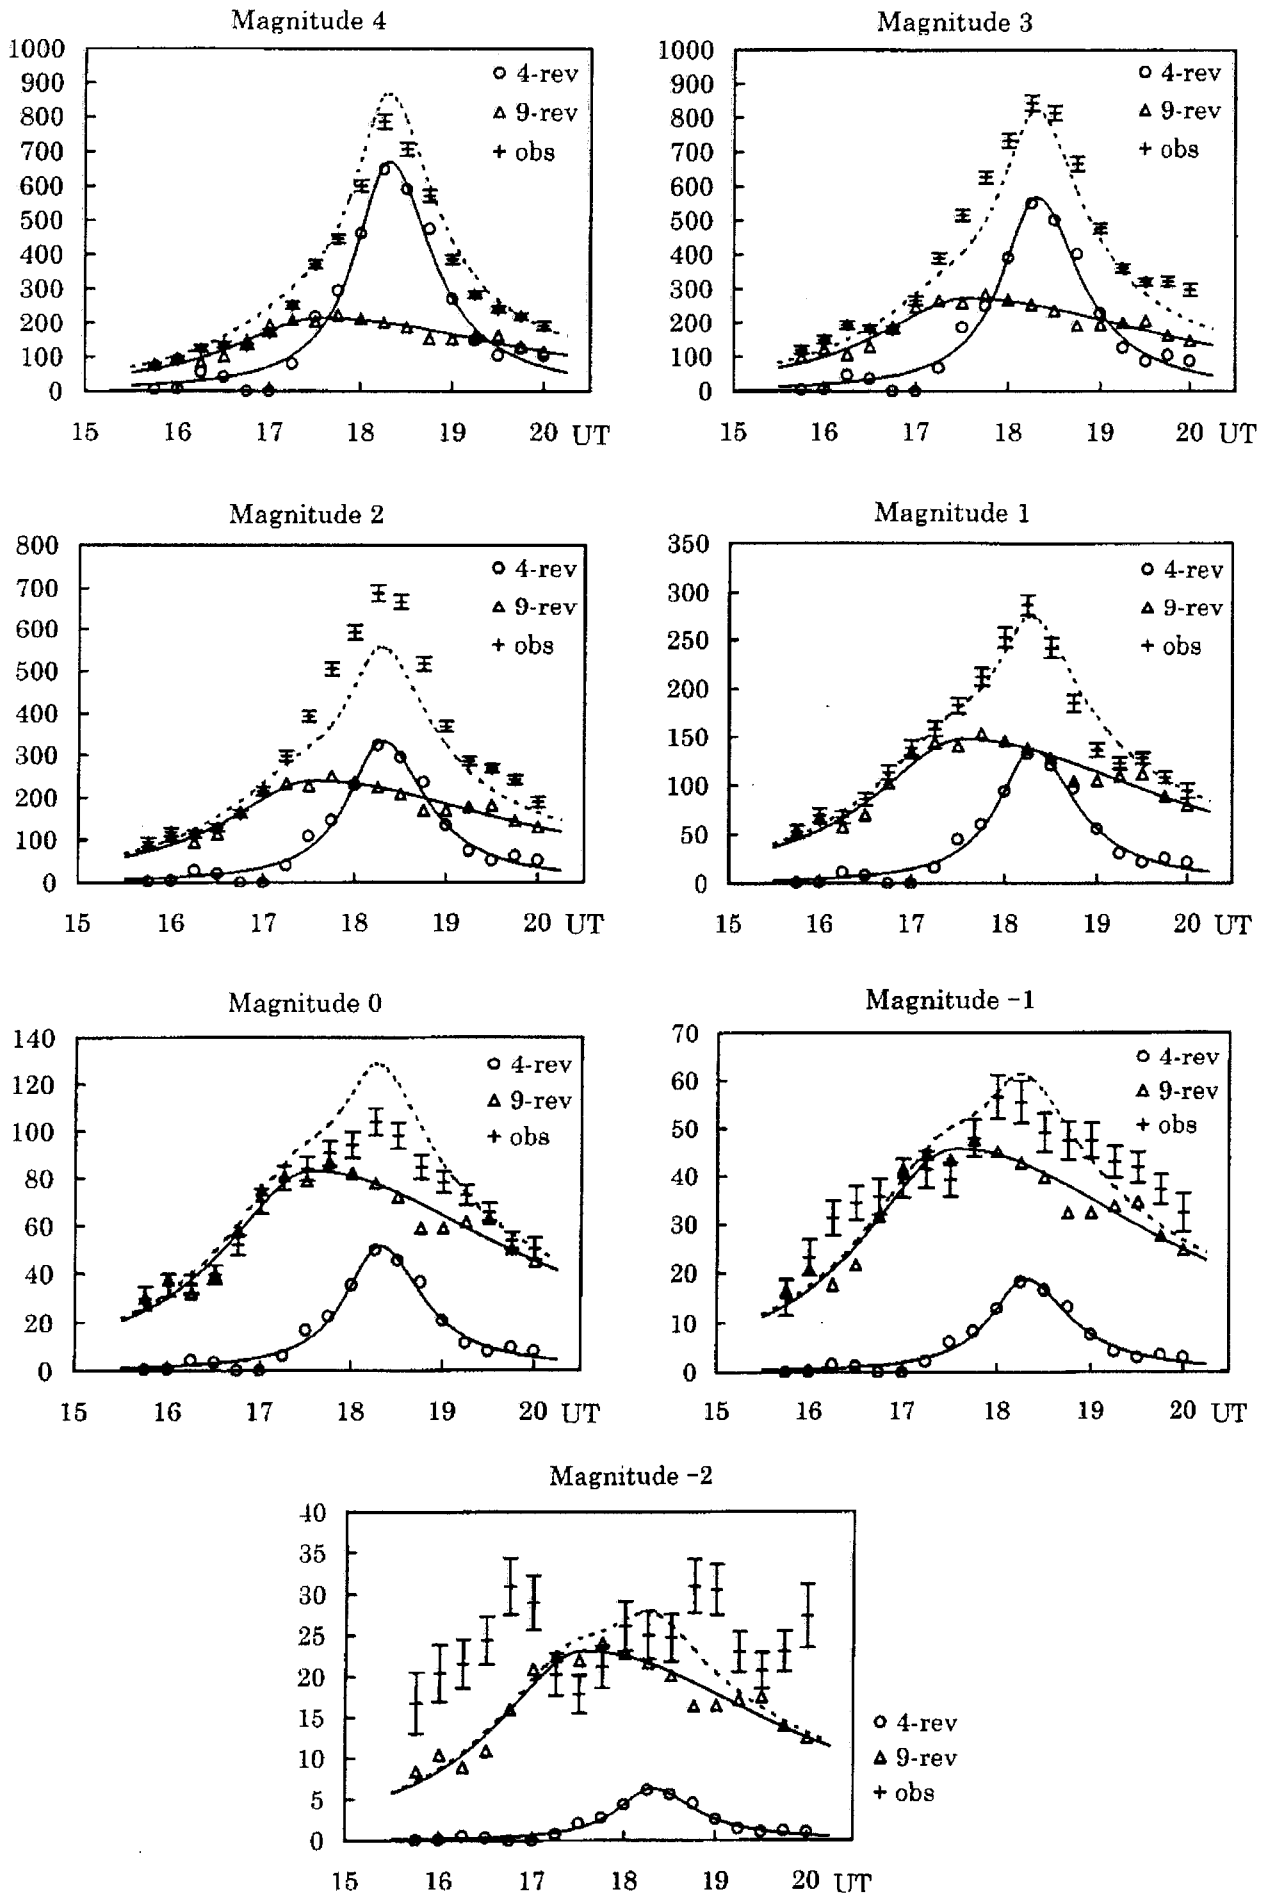 Magnitude 4
1000
900
800
700
600
500
400
300
200
100
0
15 16 17 18 19 20 UT
4-rev
9-rev
obs
Magnitude 3
1000
900
800
700
600
500
400
300
200
100
0
15 16 17 18 19 20 UT
4-rev
9-rev
obs
Magnitude 2
800
700
600
500
400
300
200
100
0
15 16 17 18 19 20 UT
4-rev
9-rev
obs
Magnitude 1
350
300
250
200
150
100
50
0
15 16 17 18 19 20 UT
4-rev
9-rev
obs
Magnitude 0
140
120
100
80
60
40
20
0
15 16 17 18 19 20 UT
4-rev
9-rev
obs
Magnitude -1
70
60
50
40
30
20
10
0
15 16 17 18 19 20 UT
4-rev
9-rev
obs
Magnitude -2
40
35
30
25
20
15
10
5
0
15 16 17 18 19 20 UT
4-rev
9-rev
obs